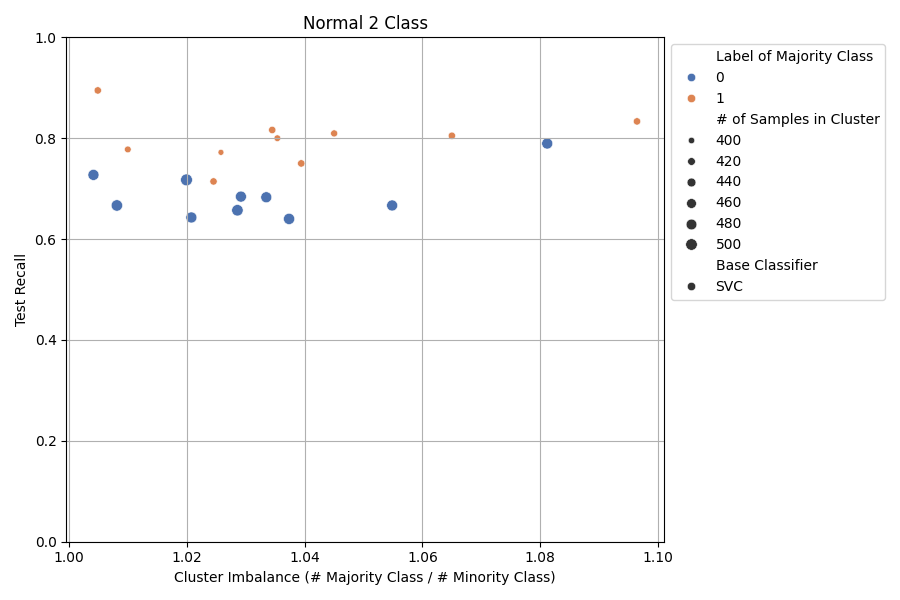 Normal 2 Class
Test Recall
1.0
0.8
0.6
0.4
0.2
0.0
1.00
1.02
1.04
1.06
1.08
1.10
Cluster Imbalance (# Majority Class / # Minority Class)
Label of Majority Class
0
1
# of Samples in Cluster
400
420
440
460
480
500
Base Classifier
SVC